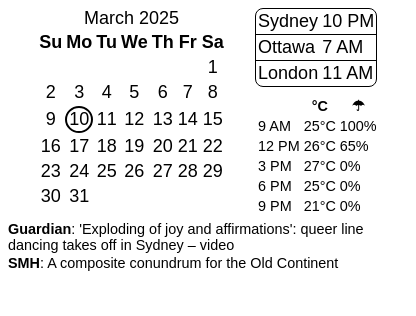 March 2025
Su Mo Tu We Th Fr Sa
1
2 3 4 5 6 7 8
9 10 11 12 13 14 15
16 17 18 19 20 21 22
23 24 25 26 27 28 29
30 31
Sydney 10 PM
Ottawa 7 AM
London 11 AM
°C ☂
9 AM 25°C 100%
12 PM 26°C 65%
3 PM 27°C 0%
6 PM 25°C 0%
9 PM 21°C 0%
Guardian: 'Exploding of joy and affirmations': queer line
dancing takes off in Sydney – video
SMH: A composite conundrum for the Old Continent